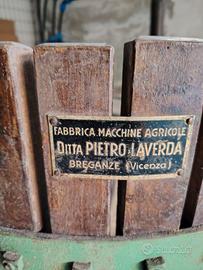 FABBRICA MACCHINE AGRICOLE
DITTA PIETRO LAVERDA
BREGANZE (Vicenza)